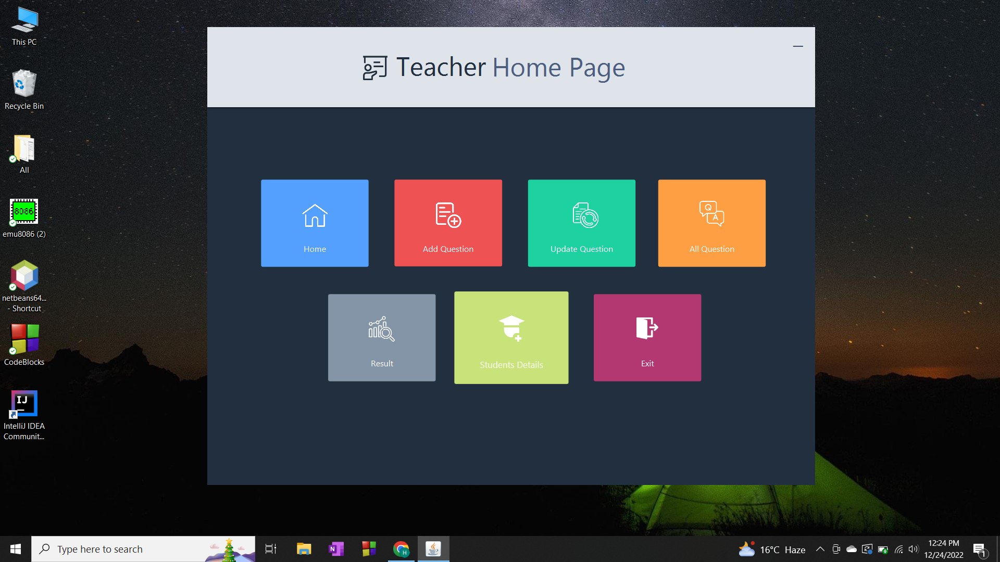 This PC
Recycle Bin
All
8086
emu8086 (2)
netbeans64...
- Shortcut
CodeBlocks
IJ
IntelliJ IDEA
Communit...
Teacher Home Page
Home
Add Question
Q
A
Update Question
All Question
Result
Students Details
Exit
Type here to search
N
H
16°C Haze
12:24 PM
12/24/2022
1